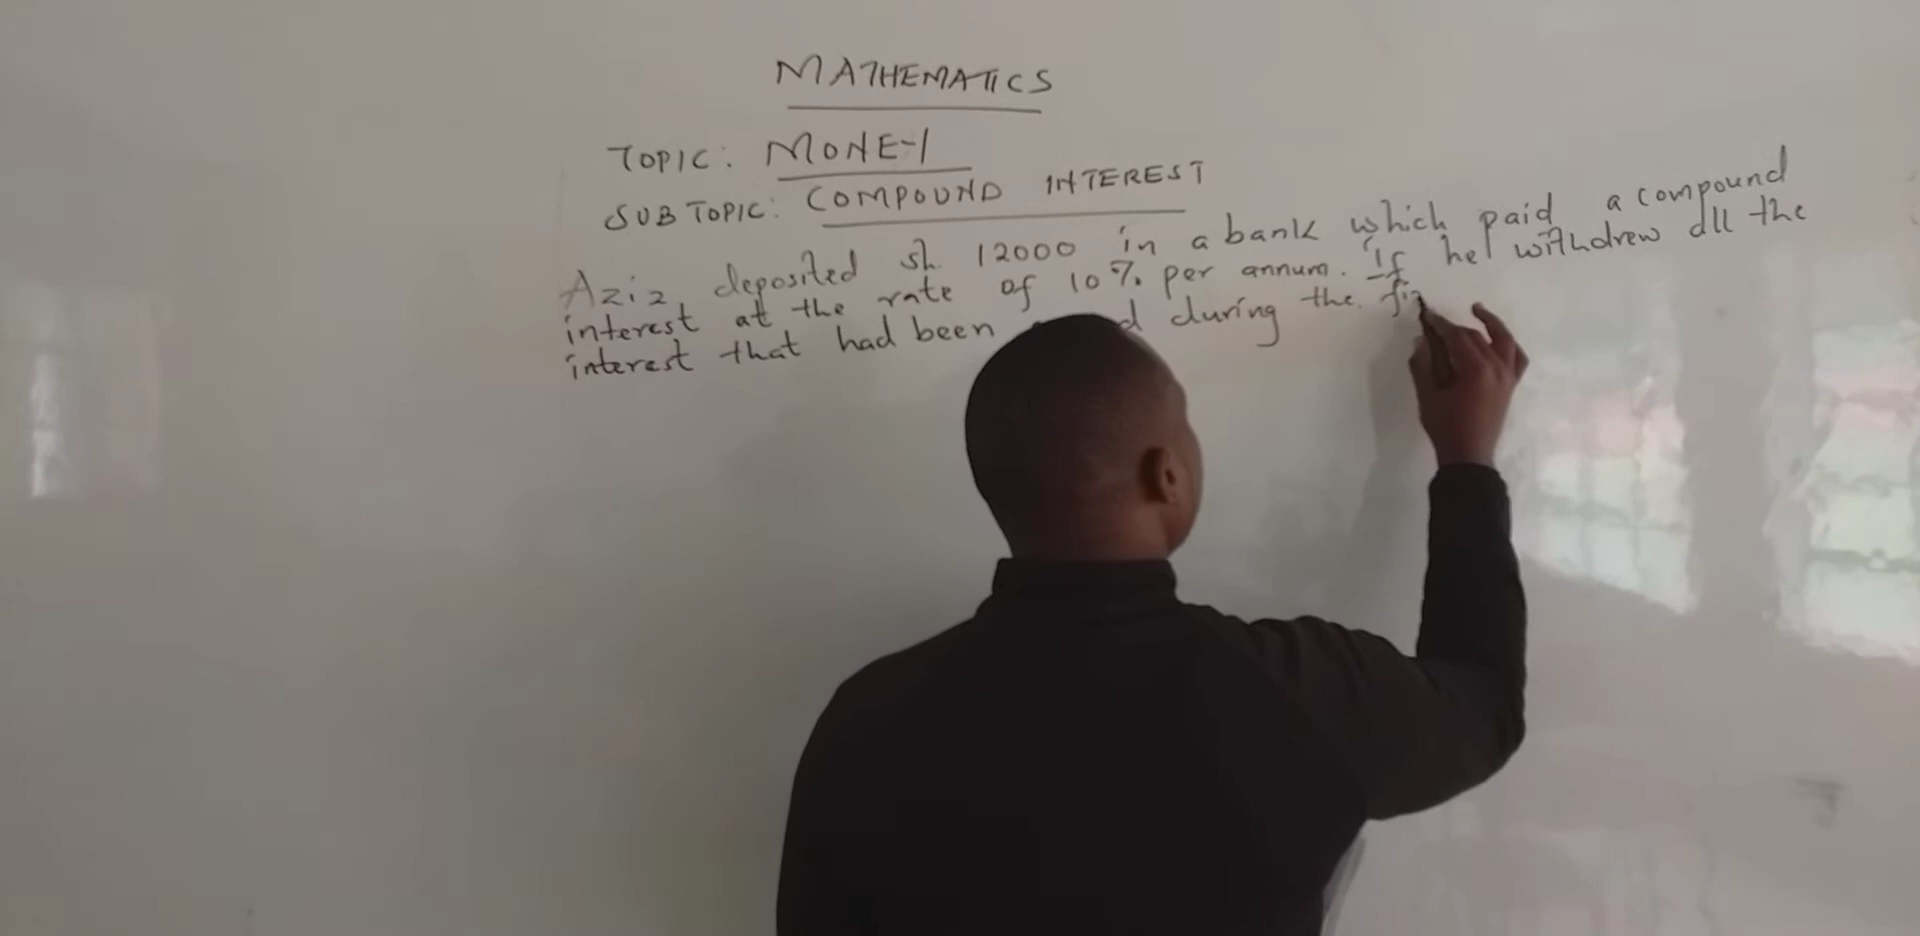 MATHEMATICS
TOPIC: MONEY
SUBTOPIC: COMPOUND INTEREST
Aziz deposited sh. 12000 in a bank which paid a compound
interest at the rate of 10% per annum. If he withdrew all the
interest that had been during the